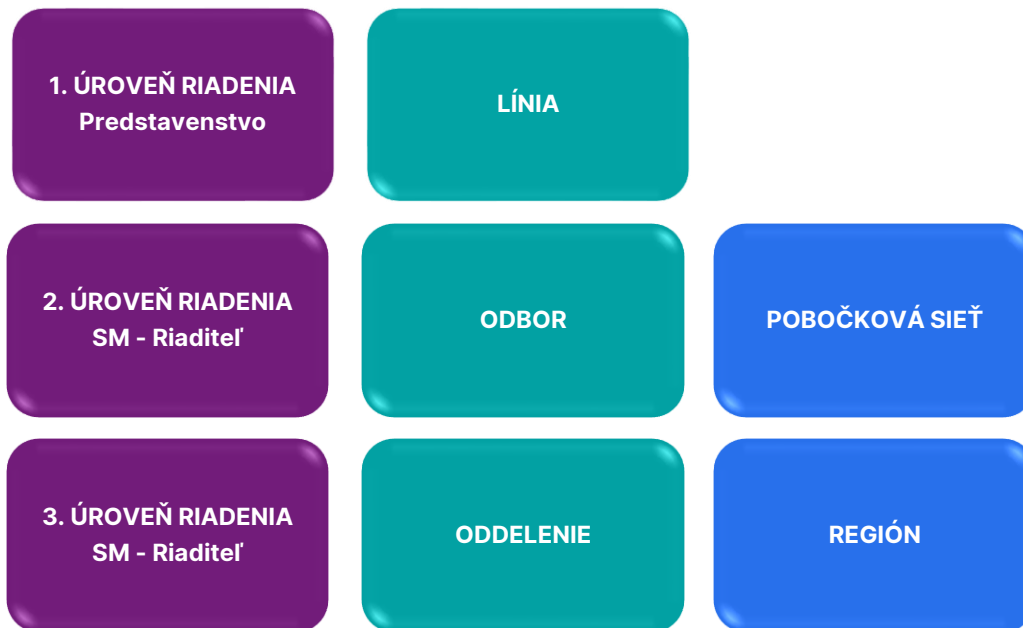 1. ÚROVEŇ RIADENIA
Predstavenstvo
LÍNIA
2. ÚROVEŇ RIADENIA
SM - Riaditeľ
ODBOR
POBOČKOVÁ SIEŤ
3. ÚROVEŇ RIADENIA
SM - Riaditeľ
ODDELENIE
REGIÓN